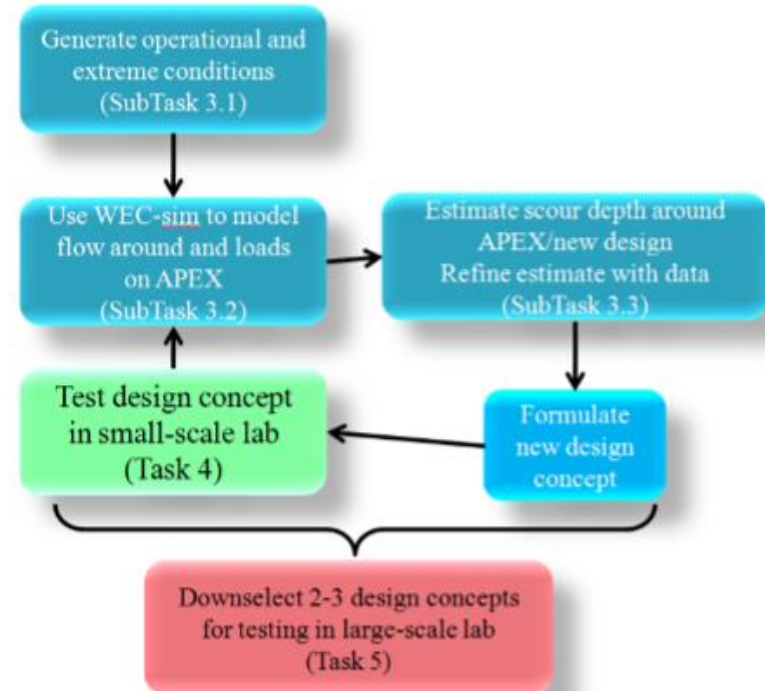 Generate operational and
extreme conditions
(SubTask 3.1)
Use WEC-sim to model
flow around and loads
on APEX
(SubTask 3.2)
Estimate scour depth around
APEX/new design
Refine estimate with data
(SubTask 3.3)
Test design concept
in small-scale lab
(Task 4)
Formulate
new design
concept
Downselect 2-3 design concepts
for testing in large-scale lab
(Task 5)